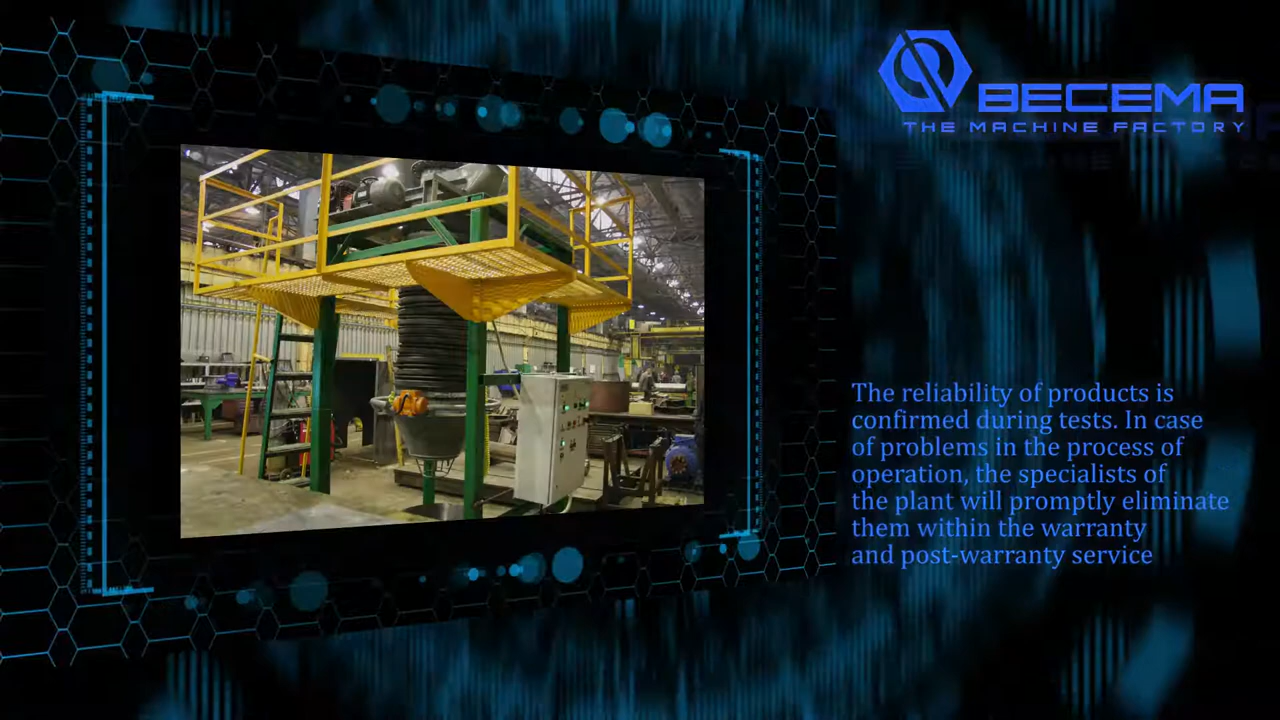 BECEMA
THE MACHINE FACTORY
The reliability of products is
confirmed during tests. In case
of problems in the process of
operation, the specialists of
the plant will promptly eliminate
them within the warranty
and post-warranty service